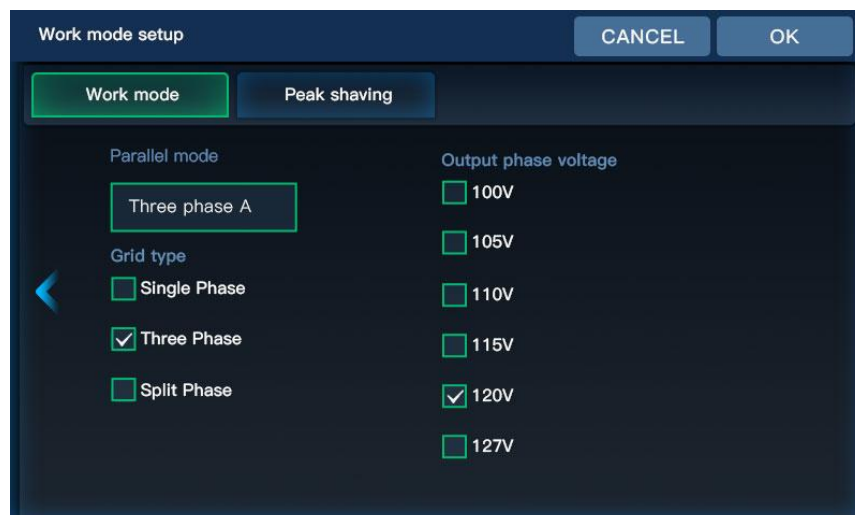 Work mode setup
CANCEL
OK
Work mode
Peak shaving
Parallel mode
Three phase A
Grid type
Single Phase
Three Phase
Split Phase
Output phase voltage
100V
105V
110V
115V
120V
127V